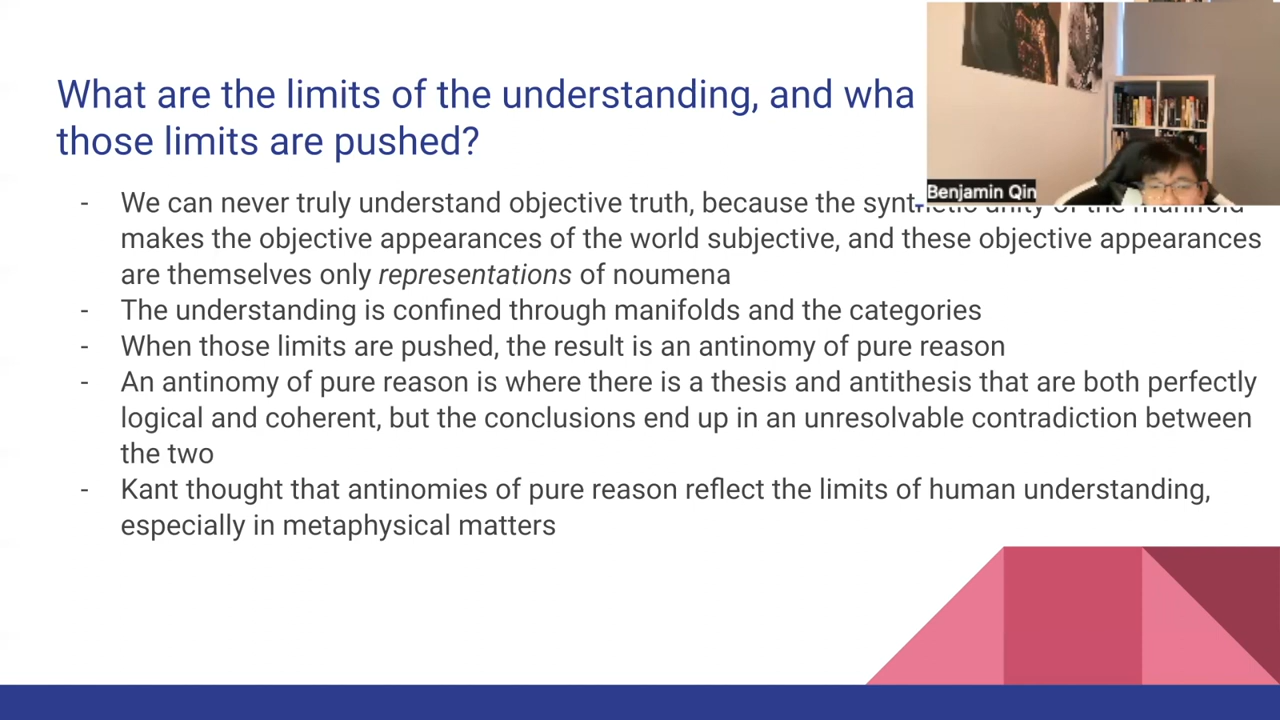 What are the limits of the understanding, and wha
those limits are pushed?
- We can never truly understand objective truth, because the synthetic unity of the manifold
makes the objective appearances of the world subjective, and these objective appearances
are themselves only representations of noumena
- The understanding is confined through manifolds and the categories
- When those limits are pushed, the result is an antinomy of pure reason
- An antinomy of pure reason is where there is a thesis and antithesis that are both perfectly
logical and coherent, but the conclusions end up in an unresolvable contradiction between
the two
- Kant thought that antinomies of pure reason reflect the limits of human understanding,
especially in metaphysical matters
Benjamin Qin